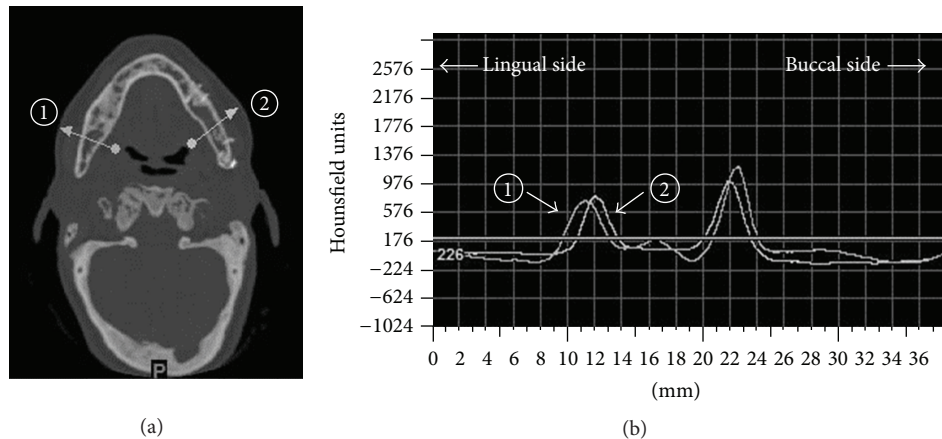 1
2
P
(a)
Hounsfield units
2576
2176
1776
1376
976
576
176
−224
−624
−1024
Lingual side
Buccal side
1
2
226
0 2 4 6 8 10 12 14 16 18 20 22 24 26 28 30 32 34 36
(mm)
(b)